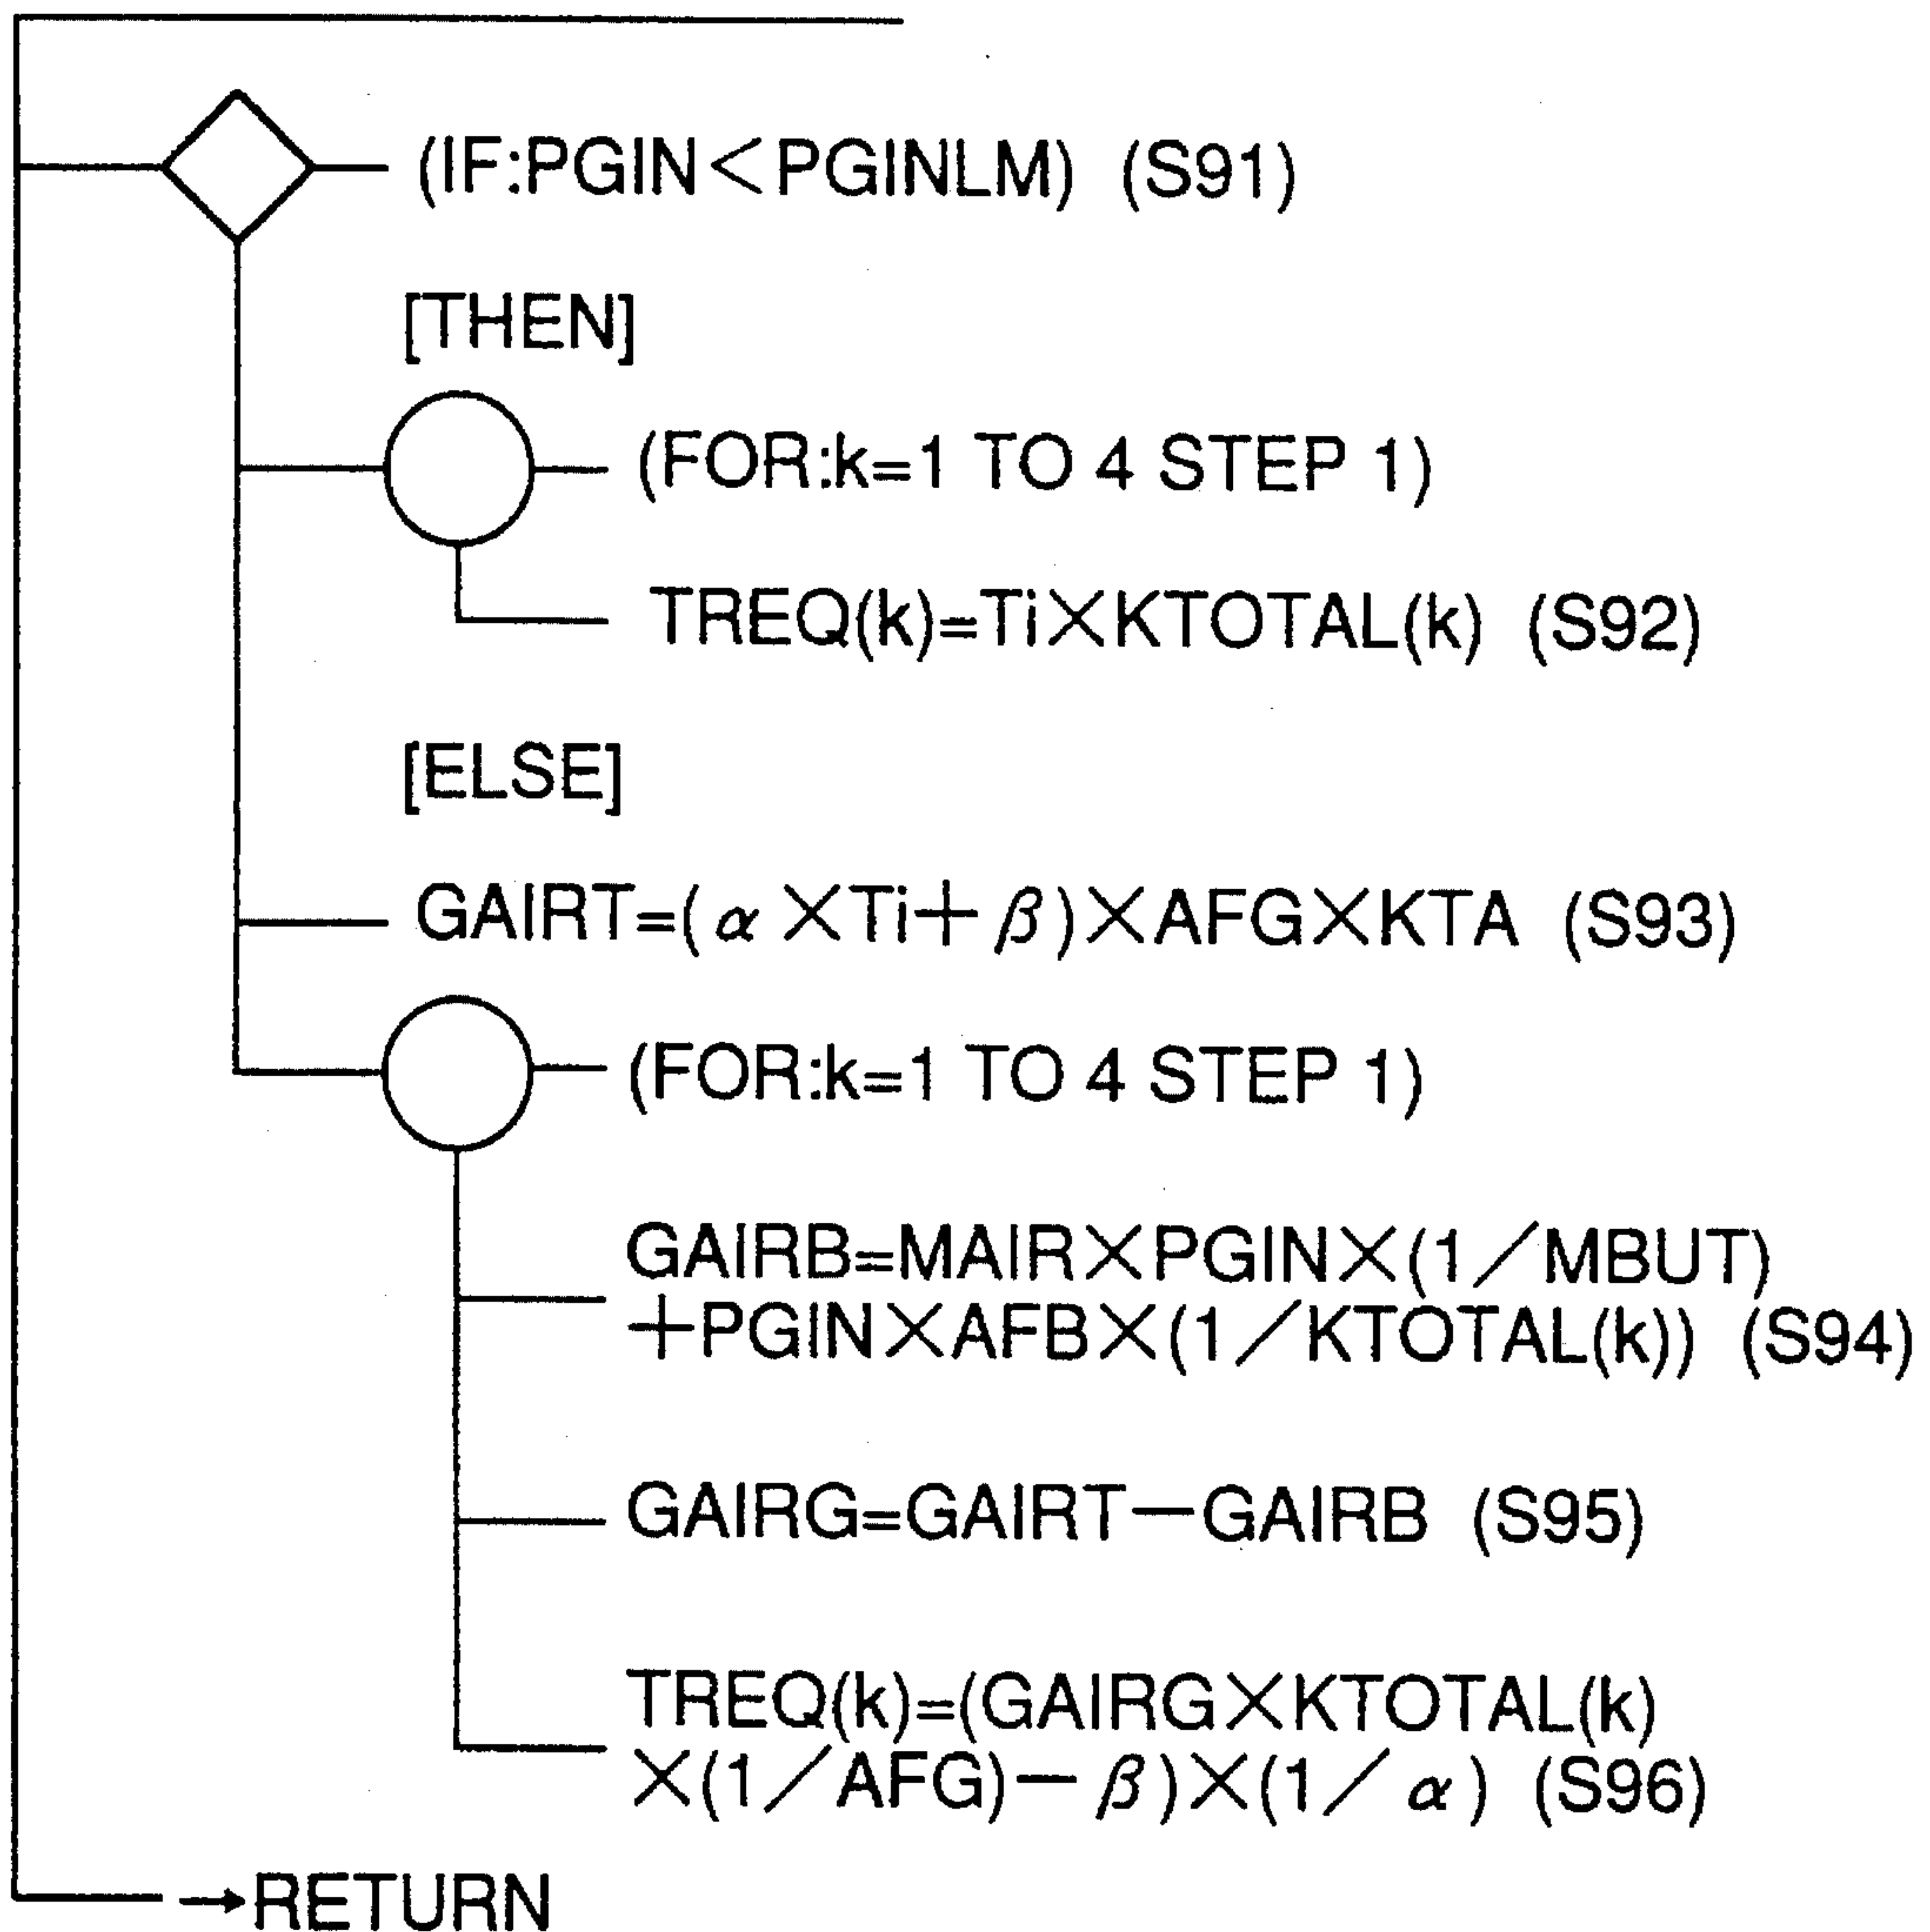 (IF:PGIN<PGINLM) (S91)
[THEN]
(FOR:k=1 TO 4 STEP 1)
TREQ(k)=Ti×KTOTAL(k) (S92)
[ELSE]
GAIRT=(α×Ti+β)×AFG×KTA (S93)
(FOR:k=1 TO 4 STEP 1)
GAIRB=MAIR×PGIN×(1/MBUT)
+PGIN×AFB×(1/KTOTAL(k)) (S94)
GAIRG=GAIRT−GAIRB (S95)
TREQ(k)=(GAIRG×KTOTAL(k)
×(1/AFG)−β)×(1/α) (S96)
→RETURN